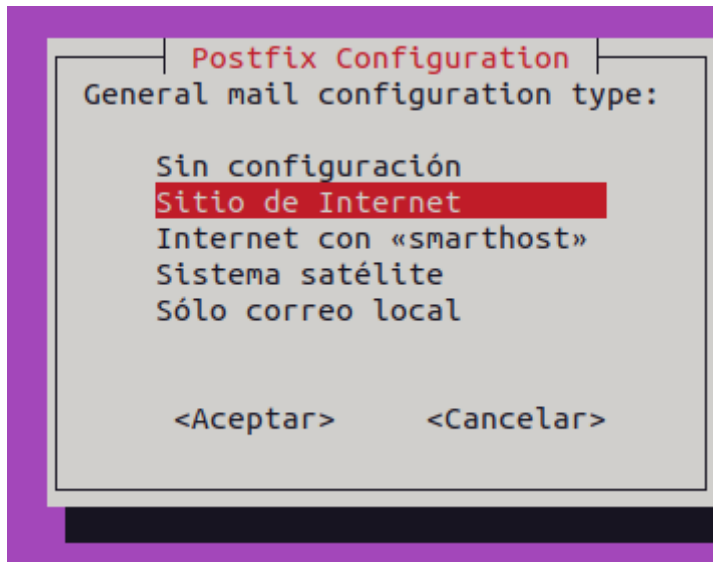 Postfix Configuration
General mail configuration type:
Sin configuración
Sitio de Internet
Internet con «smarthost»
Sistema satélite
Sólo correo local
<Aceptar> <Cancelar>